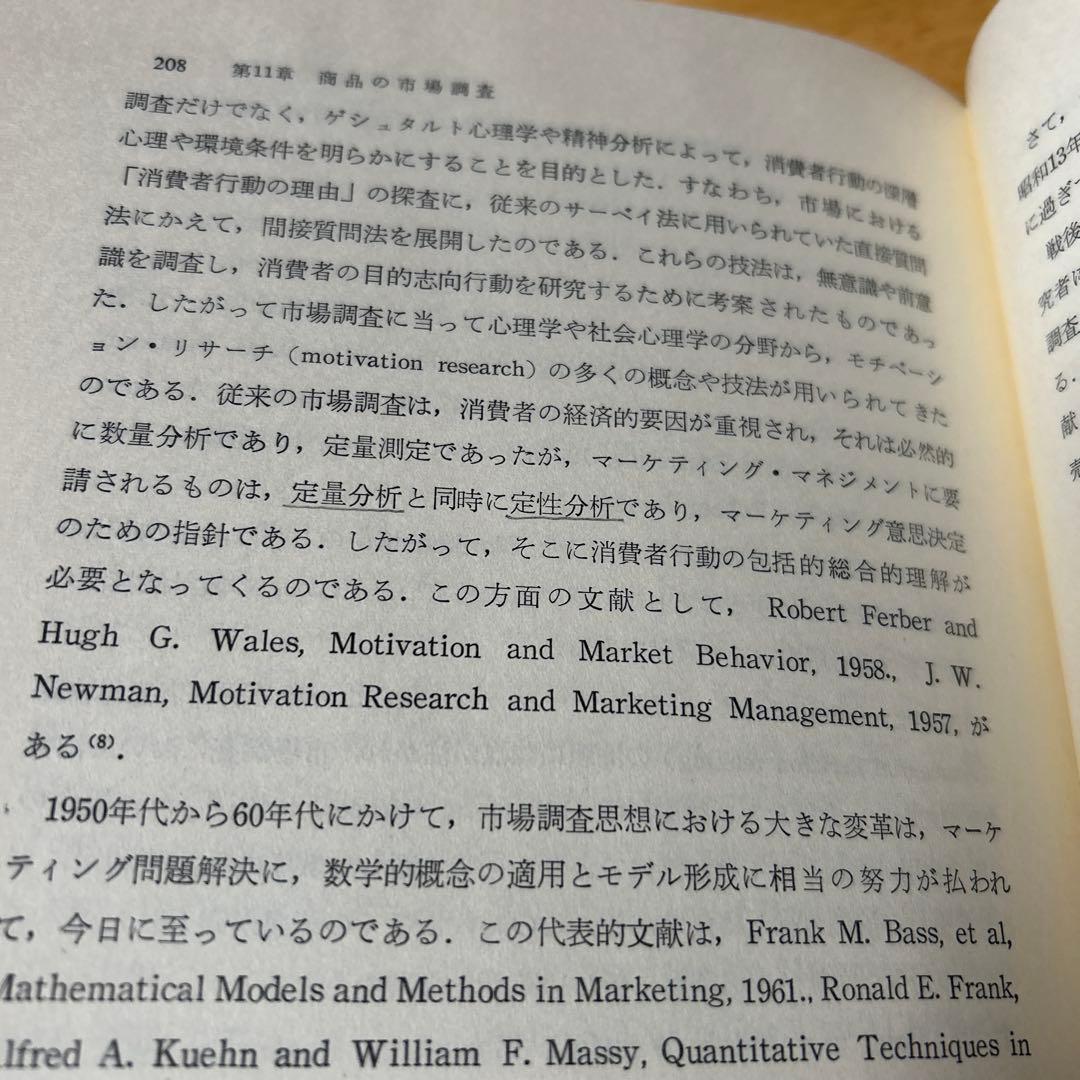 208 第11章 商品の市場調査
調査だけでなく，ゲシュタルト心理学や精神分析によって，消費者行動の深層
心理や環境条件を明らかにすることを目的とした．すなわち，市場における
「消費者行動の理由」の探査に，従来のサーベイ法に用いられていた直接質問
法にかえて，間接質問法を展開したのである．これらの技法は，無意識や前意
識を調査し，消費者の目的志向行動を研究するために考案されたものであっ
た．したがって市場調査に当って心理学や社会心理学の分野から，モチベーシ
ョン・リサーチ（motivation research）の多くの概念や技法が用いられてきた
のである．従来の市場調査は，消費者の経済的要因が重視され，それは必然的
に数量分析であり，定量測定であったが，マーケティング・マネジメントに要
請されるものは，定量分析と同時に定性分析であり，マーケティング意思決定
のための指針である．したがって，そこに消費者行動の包括的総合的理解が
必要となってくるのである．この方面の文献として， Robert Ferber and
Hugh G. Wales, Motivation and Market Behavior, 1958., J. W.
Newman, Motivation Research and Marketing Management, 1957, が
ある⁽⁸⁾．
1950年代から60年代にかけて，市場調査思想における大きな変革は，マーケ
ティング問題解決に，数学的概念の適用とモデル形成に相当の努力が払われ
て，今日に至っているのである．この代表的文献は， Frank M. Bass, et al,
Mathematical Models and Methods in Marketing, 1961., Ronald E. Frank,
lfred A. Kuehn and William F. Massy, Quantitative Techniques in
さて，
昭和13年
に過ぎ
戦後
究者に
調査
る．
献
売